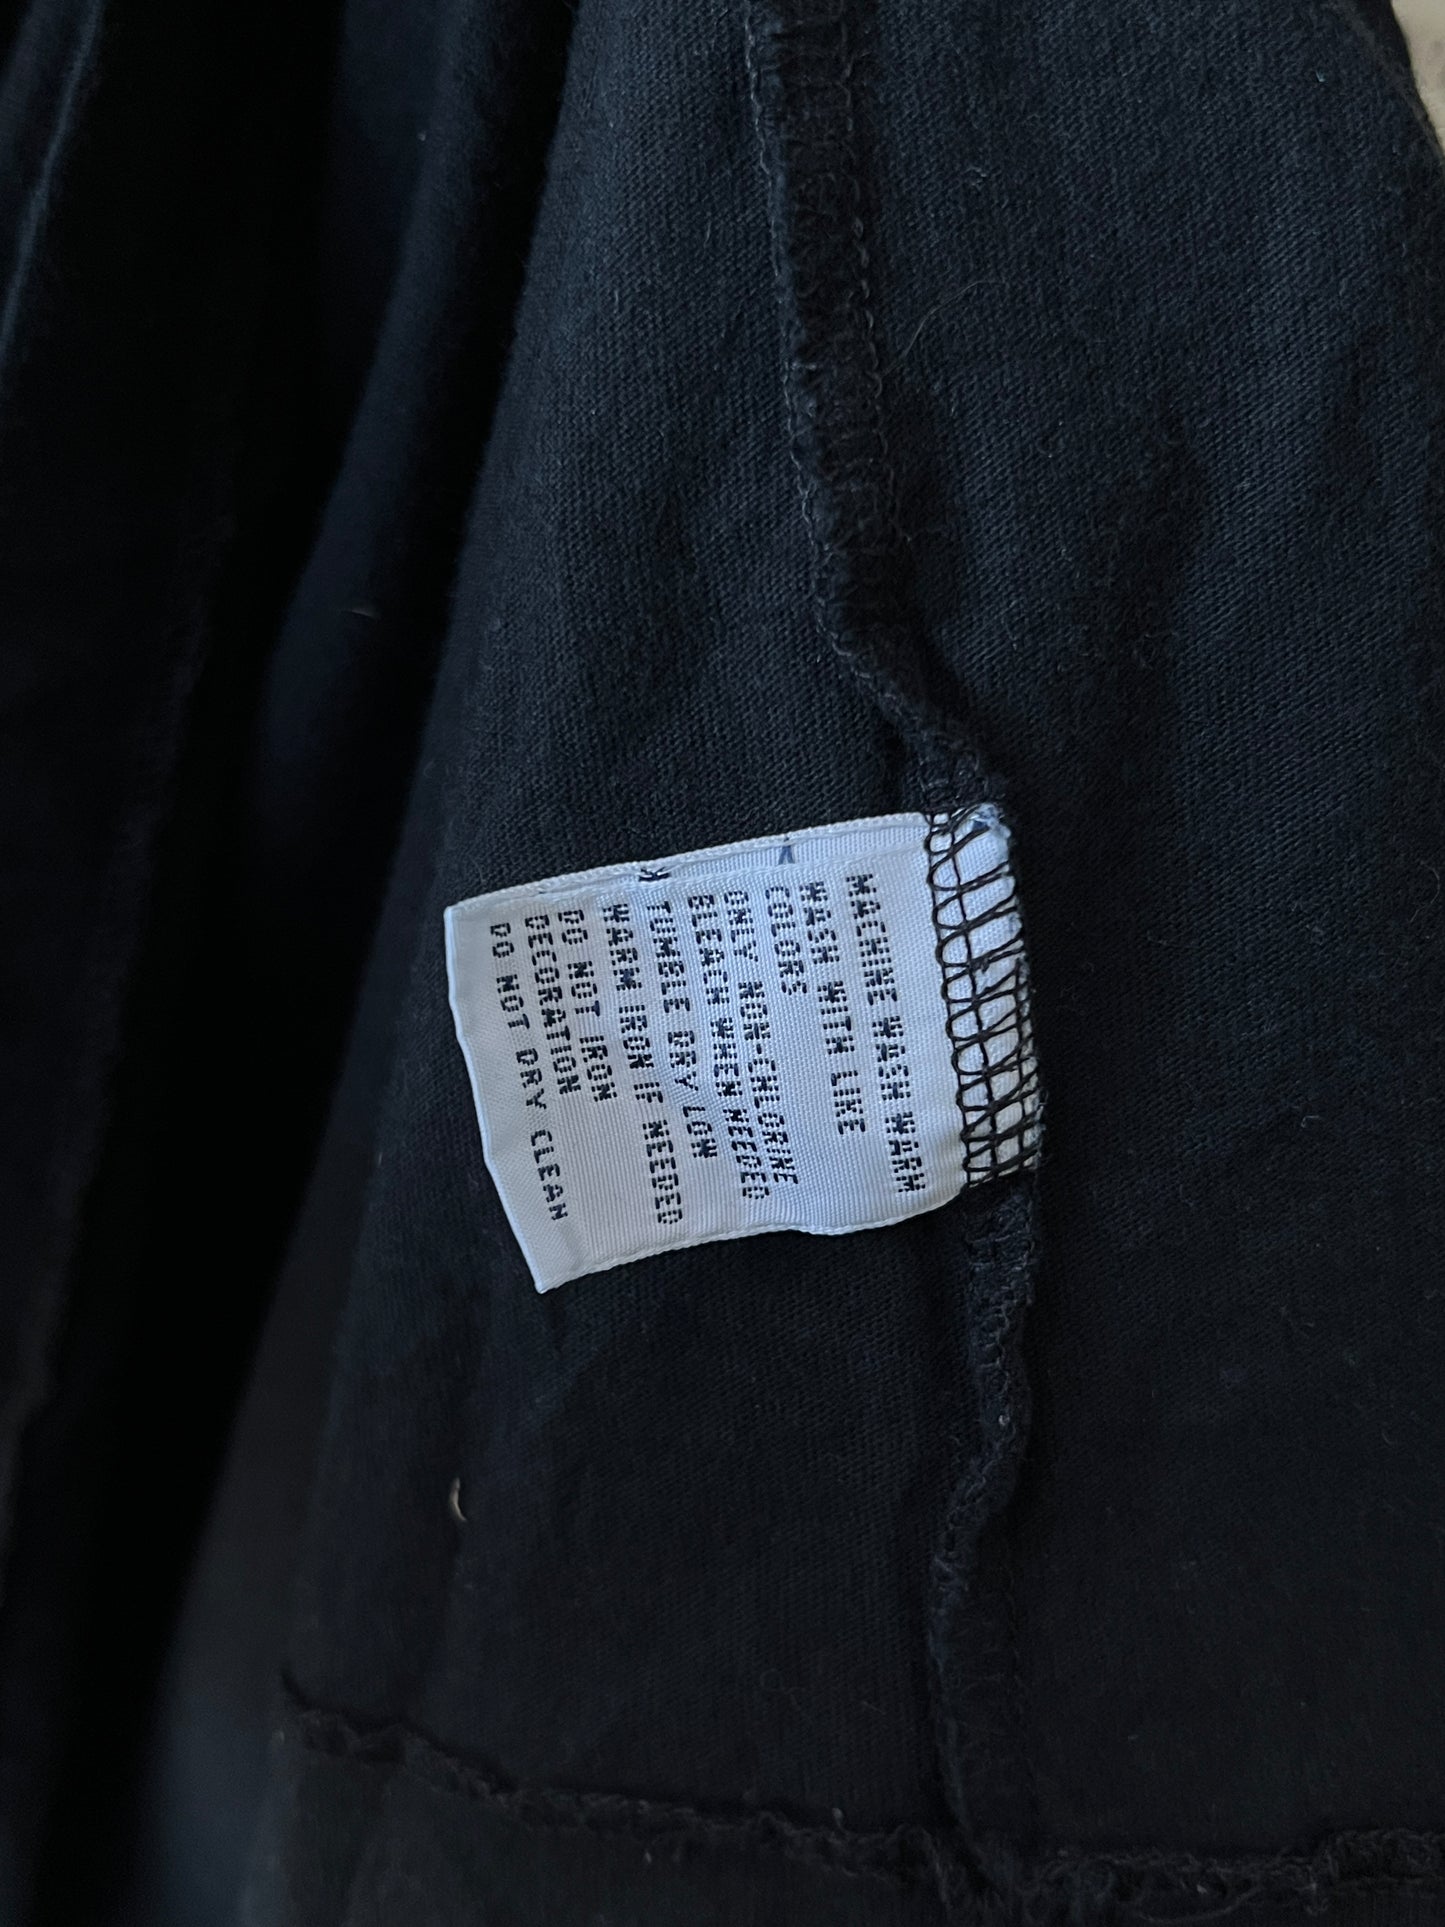 MACHINE WASH WARM
WASH WITH LIKE
COLORS
ONLY NON-CHLORINE
BLEACH WHEN NEEDED
TUMBLE DRY LOW
WARM IRON IF NEEDED
DO NOT IRON
DECORATION
DO NOT DRY CLEAN